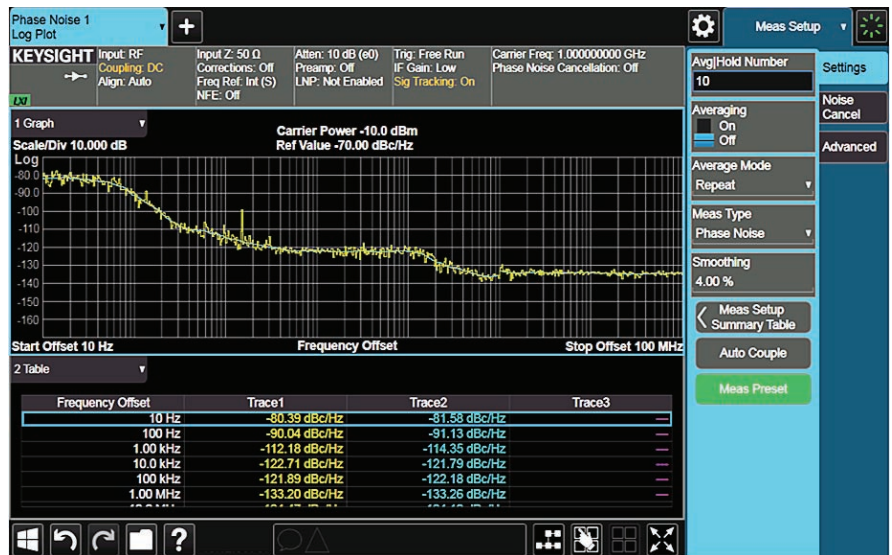 Phase Noise 1
Log Plot
+
Meas Setup
KEYSIGHT
Input: RF
Coupling: DC
Align: Auto
LXI
Input Z: 50 Ω
Corrections: Off
Freq Ref: Int (S)
NFE: Off
Atten: 10 dB (e0)
Preamp: Off
LNP: Not Enabled
Trig: Free Run
IF Gain: Low
Sig Tracking: On
Carrier Freq: 1.000000000 GHz
Phase Noise Cancellation: Off
1 Graph
Scale/Div 10.000 dB
Carrier Power -10.0 dBm
Ref Value -70.00 dBc/Hz
Log
-80.0
-90.0
-100
-110
-120
-130
-140
-150
-160
Start Offset 10 Hz
Frequency Offset
Stop Offset 100 MHz
2 Table
Frequency Offset Trace1 Trace2 Trace3
10 Hz -80.39 dBc/Hz -81.58 dBc/Hz —
100 Hz -90.04 dBc/Hz -91.13 dBc/Hz —
1.00 kHz -112.18 dBc/Hz -114.35 dBc/Hz —
10.0 kHz -122.71 dBc/Hz -121.79 dBc/Hz —
100 kHz -121.89 dBc/Hz -122.18 dBc/Hz —
1.00 MHz -133.20 dBc/Hz -133.26 dBc/Hz —
?
Avg|Hold Number
10
Averaging
On
Off
Average Mode
Repeat
Meas Type
Phase Noise
Smoothing
4.00 %
Meas Setup
Summary Table
Auto Couple
Meas Preset
Settings
Noise
Cancel
Advanced